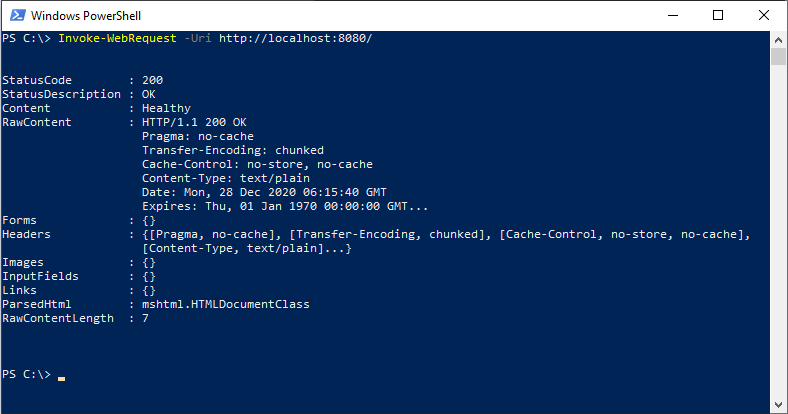 Windows PowerShell
PS C:\> Invoke-WebRequest -Uri http://localhost:8080/
StatusCode        : 200
StatusDescription : OK
Content           : Healthy
RawContent        : HTTP/1.1 200 OK
                    Pragma: no-cache
                    Transfer-Encoding: chunked
                    Cache-Control: no-store, no-cache
                    Content-Type: text/plain
                    Date: Mon, 28 Dec 2020 06:15:40 GMT
                    Expires: Thu, 01 Jan 1970 00:00:00 GMT...
Forms             : {}
Headers           : {[Pragma, no-cache], [Transfer-Encoding, chunked], [Cache-Control, no-store, no-cache],
                    [Content-Type, text/plain]...}
Images            : {}
InputFields       : {}
Links             : {}
ParsedHtml        : mshtml.HTMLDocumentClass
RawContentLength  : 7
PS C:\>